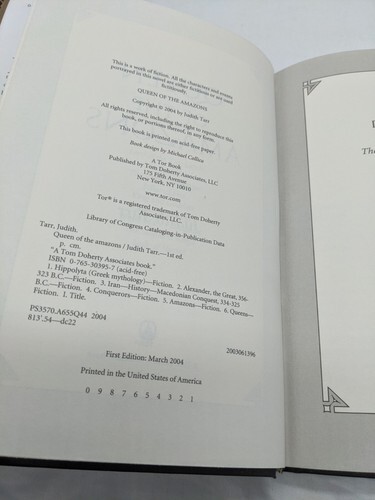 This is a work of fiction. All the characters and events
portrayed in this novel are either fictitious or are used
fictitiously.
QUEEN OF THE AMAZONS
Copyright © 2004 by Judith Tarr
All rights reserved, including the right to reproduce this
book, or portions thereof, in any form.
This book is printed on acid-free paper.
Book design by Michael Collica
A Tor Book
Published by Tom Doherty Associates, LLC
175 Fifth Avenue
New York, NY 10010
www.tor.com
Tor® is a registered trademark of Tom Doherty
Associates, LLC.
Library of Congress Cataloging-in-Publication Data
Tarr, Judith.
Queen of the amazons / Judith Tarr.—1st ed.
p. cm.
"A Tom Doherty Associates book."
ISBN 0-765-30395-7 (acid-free)
1. Hippolyta (Greek mythology)—Fiction. 2. Alexander, the Great, 356-
323 B.C.—Fiction. 3. Iran—History—Macedonian Conquest, 334-325
B.C.—Fiction. 4. Conquerors—Fiction. 5. Amazons—Fiction. 6. Queens—
Fiction. I. Title.
PS3570.A655Q44 2004
813'.54—dc22
2003061396
First Edition: March 2004
Printed in the United States of America
0 9 8 7 6 5 4 3 2 1
The